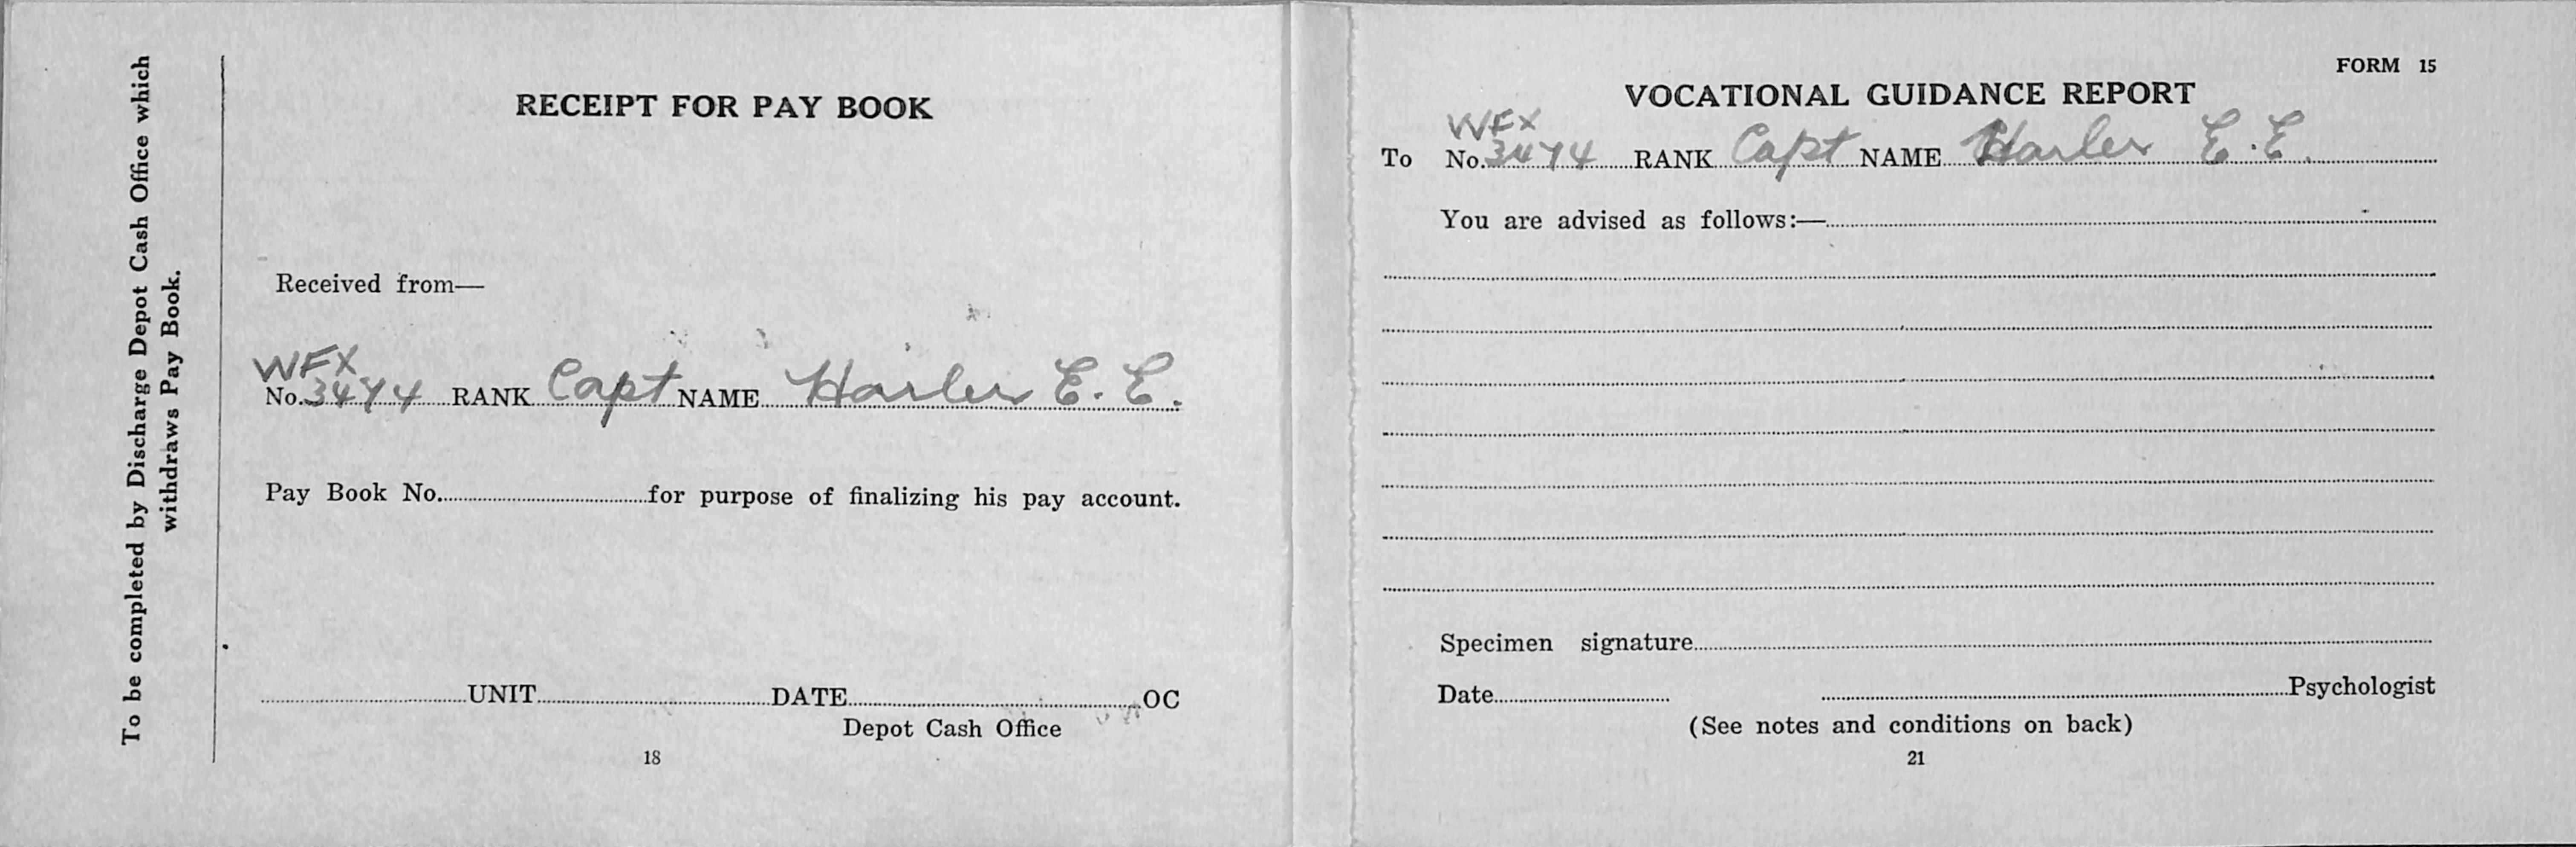 To be completed by Discharge Depot Cash Office which
withdraws Pay Book.
RECEIPT FOR PAY BOOK
Received from—
WFX
No. 3474 RANK Capt NAME Harler E. E.
Pay Book No. for purpose of finalizing his pay account.
UNIT DATE OC
Depot Cash Office
18
FORM 15
VOCATIONAL GUIDANCE REPORT
WFX
To No. 3474 RANK Capt NAME Harler E. E.
You are advised as follows:—
Specimen signature
Date Psychologist
(See notes and conditions on back)
21